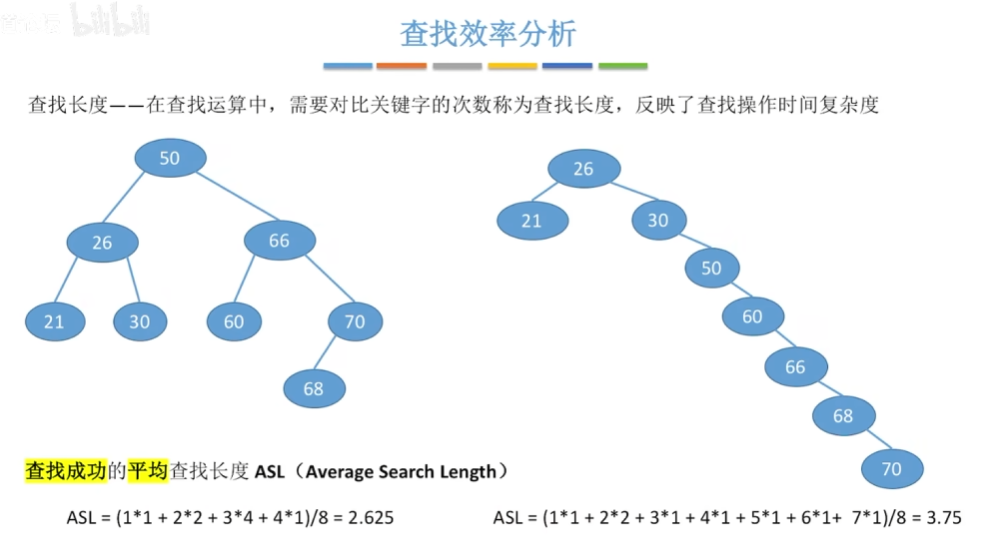 bilibili
查找效率分析
查找长度——在查找运算中，需要对比关键字的次数称为查找长度，反映了查找操作时间复杂度
50
26
66
21
30
60
70
68
26
21
30
50
60
66
68
70
查找成功的平均查找长度 ASL（Average Search Length）
ASL = (1*1 + 2*2 + 3*4 + 4*1)/8 = 2.625
ASL = (1*1 + 2*2 + 3*1 + 4*1 + 5*1 + 6*1+ 7*1)/8 = 3.75